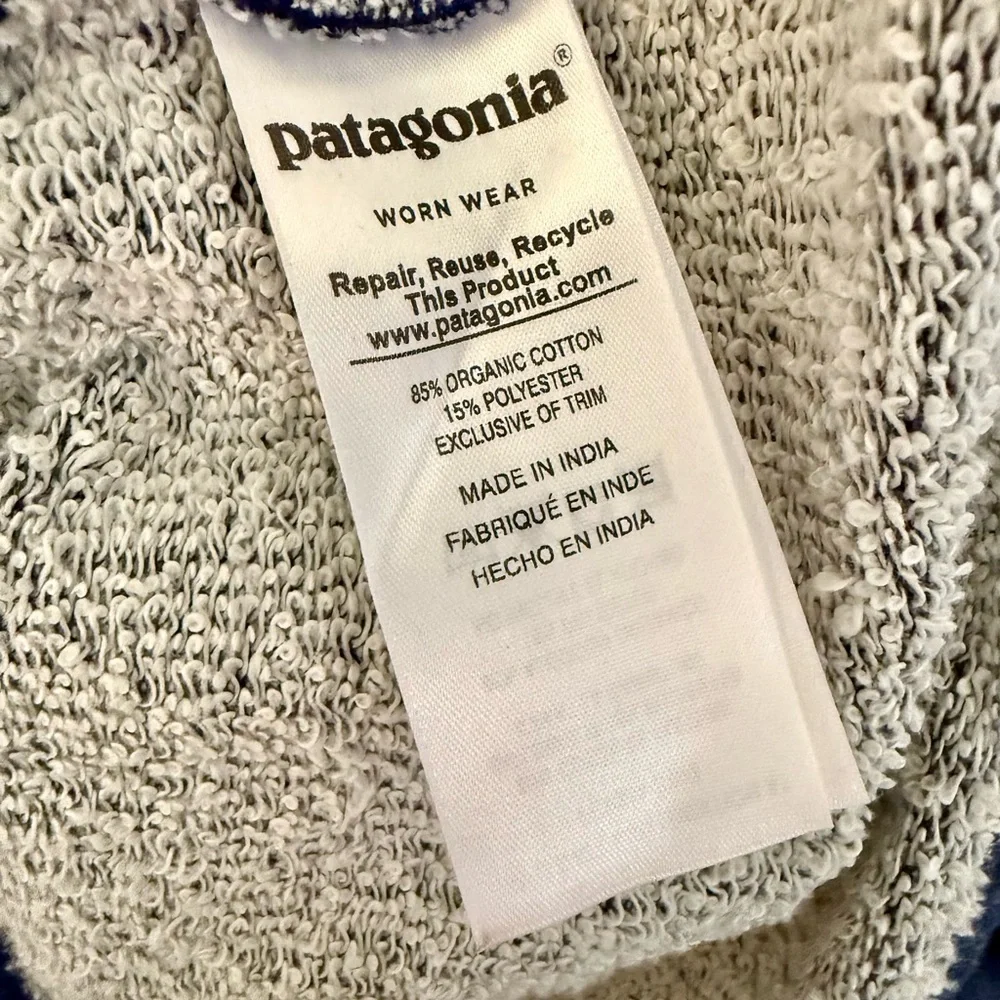 patagonia®
WORN WEAR
Repair, Reuse, Recycle
This Product
www.patagonia.com
85% ORGANIC COTTON
15% POLYESTER
EXCLUSIVE OF TRIM
MADE IN INDIA
FABRIQUÉ EN INDE
HECHO EN INDIA